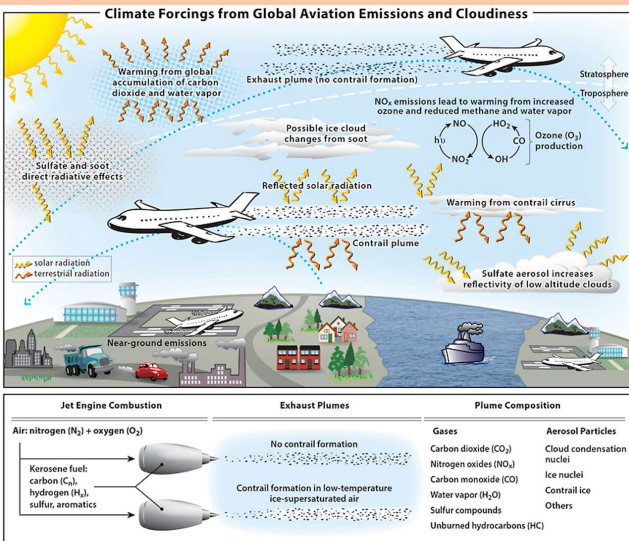 Climate Forcings from Global Aviation Emissions and Cloudiness
Warming from global
accumulation of carbon
dioxide and water vapor
Exhaust plume (no contrail formation)
Stratosphere
Troposphere
NOx emissions lead to warming from increased
ozone and reduced methane and water vapor
Possible ice cloud
changes from soot
NO
HO₂
hυ
CO
Ozone (O₃)
production
NO₂
OH
Sulfate and soot
direct radiative effects
Reflected solar radiation
Warming from contrail cirrus
Contrail plume
solar radiation
terrestrial radiation
Sulfate aerosol increases
reflectivity of low altitude clouds
Near-ground emissions
Jet Engine Combustion
Exhaust Plumes
Plume Composition
Air: nitrogen (N₂) + oxygen (O₂)
Kerosene fuel:
carbon (Cₙ),
hydrogen (Hₓ),
sulfur, aromatics
No contrail formation
Contrail formation in low-temperature
ice-supersaturated air
Gases
Carbon dioxide (CO₂)
Nitrogen oxides (NOₓ)
Carbon monoxide (CO)
Water vapor (H₂O)
Sulfur compounds
Unburned hydrocarbons (HC)
Aerosol Particles
Cloud condensation
nuclei
Ice nuclei
Contrail ice
Others